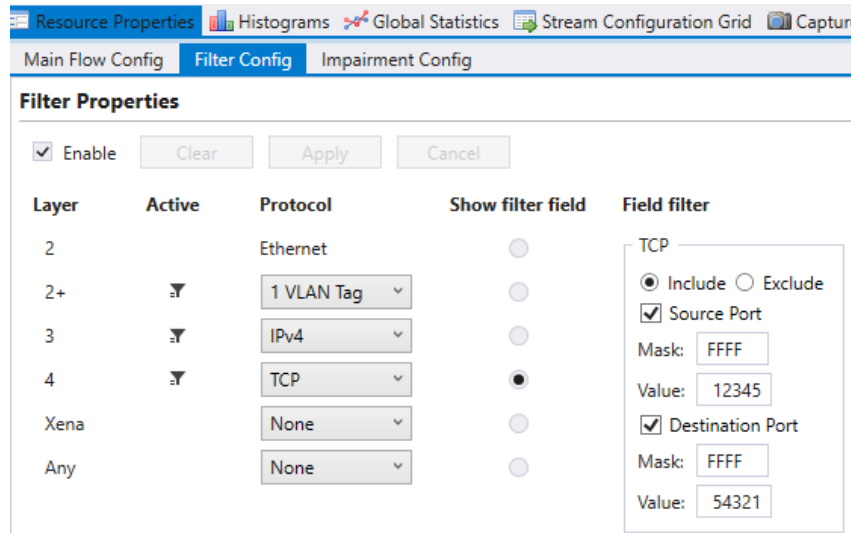 Resource Properties Histograms Global Statistics Stream Configuration Grid Captur
Main Flow Config Filter Config Impairment Config
Filter Properties
Enable Clear Apply Cancel
Layer Active Protocol Show filter field Field filter
2 Ethernet TCP
2+ 1 VLAN Tag Include Exclude
Source Port
3 IPv4 Mask: FFFF
4 TCP Value: 12345
Xena None Destination Port
Any None Mask: FFFF
Value: 54321